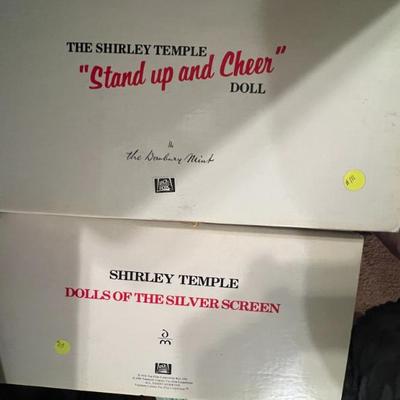 THE SHIRLEY TEMPLE
"Stand up and Cheer"
DOLL
the Danbury Mint
SHIRLEY TEMPLE
DOLLS OF THE SILVER SCREEN